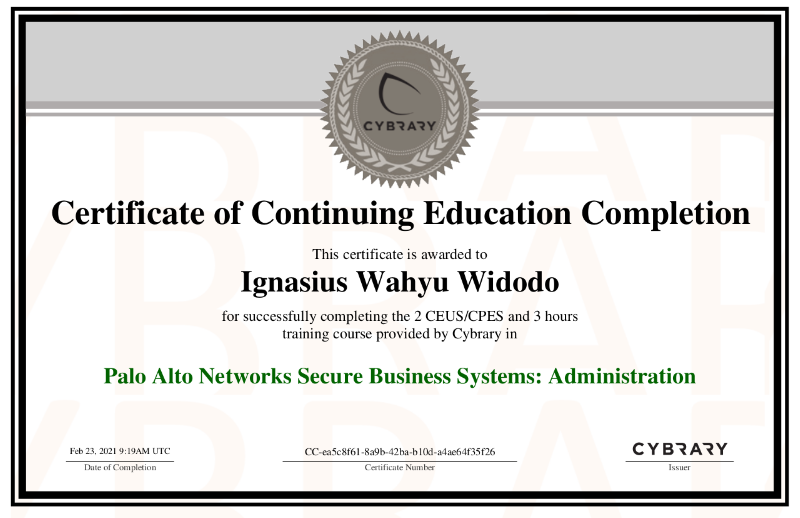 CYBRARY
Certificate of Continuing Education Completion
This certificate is awarded to
Ignasius Wahyu Widodo
for successfully completing the 2 CEUS/CPES and 3 hours
training course provided by Cybrary in
Palo Alto Networks Secure Business Systems: Administration
Feb 23, 2021 9:19AM UTC
Date of Completion
CC-ea5c8f61-8a9b-42ba-b10d-a4ae64f35f26
Certificate Number
CYBRARY
Issuer